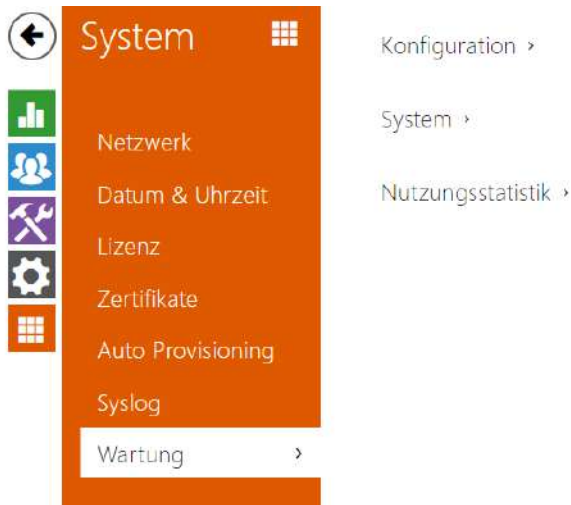 System
Netzwerk
Datum & Uhrzeit
Lizenz
Zertifikate
Auto Provisioning
Syslog
Wartung
Konfiguration
System
Nutzungsstatistik